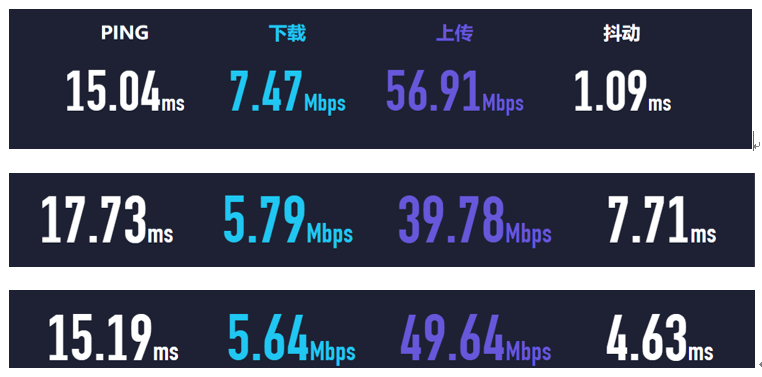 PING 下载 上传 抖动
15.04ms 7.47Mbps 56.91Mbps 1.09ms
17.73ms 5.79Mbps 39.78Mbps 7.71ms
15.19ms 5.64Mbps 49.64Mbps 4.63ms